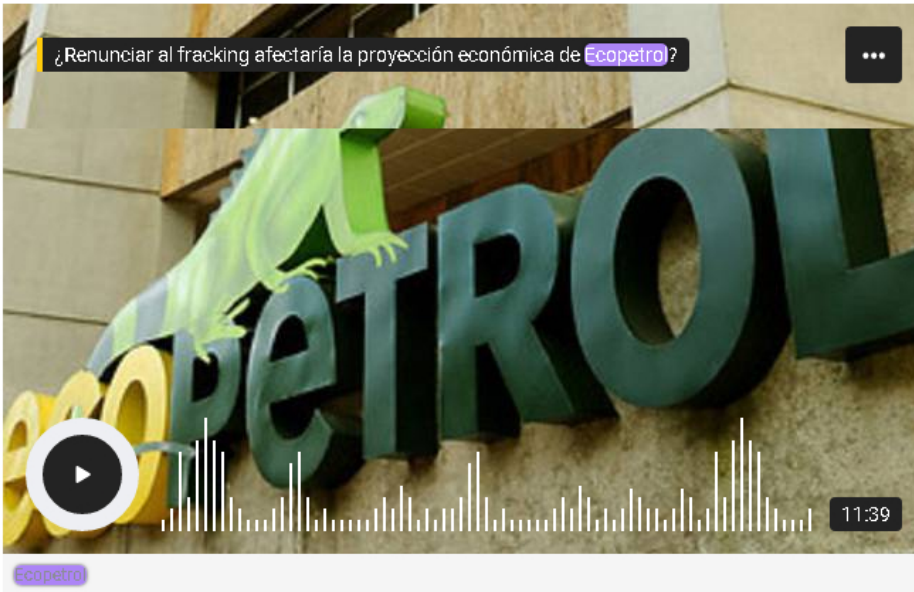 ¿Renunciar al fracking afectaría la proyección económica de Ecopetrol?
ecoPeTROL
11:39
Ecopetrol